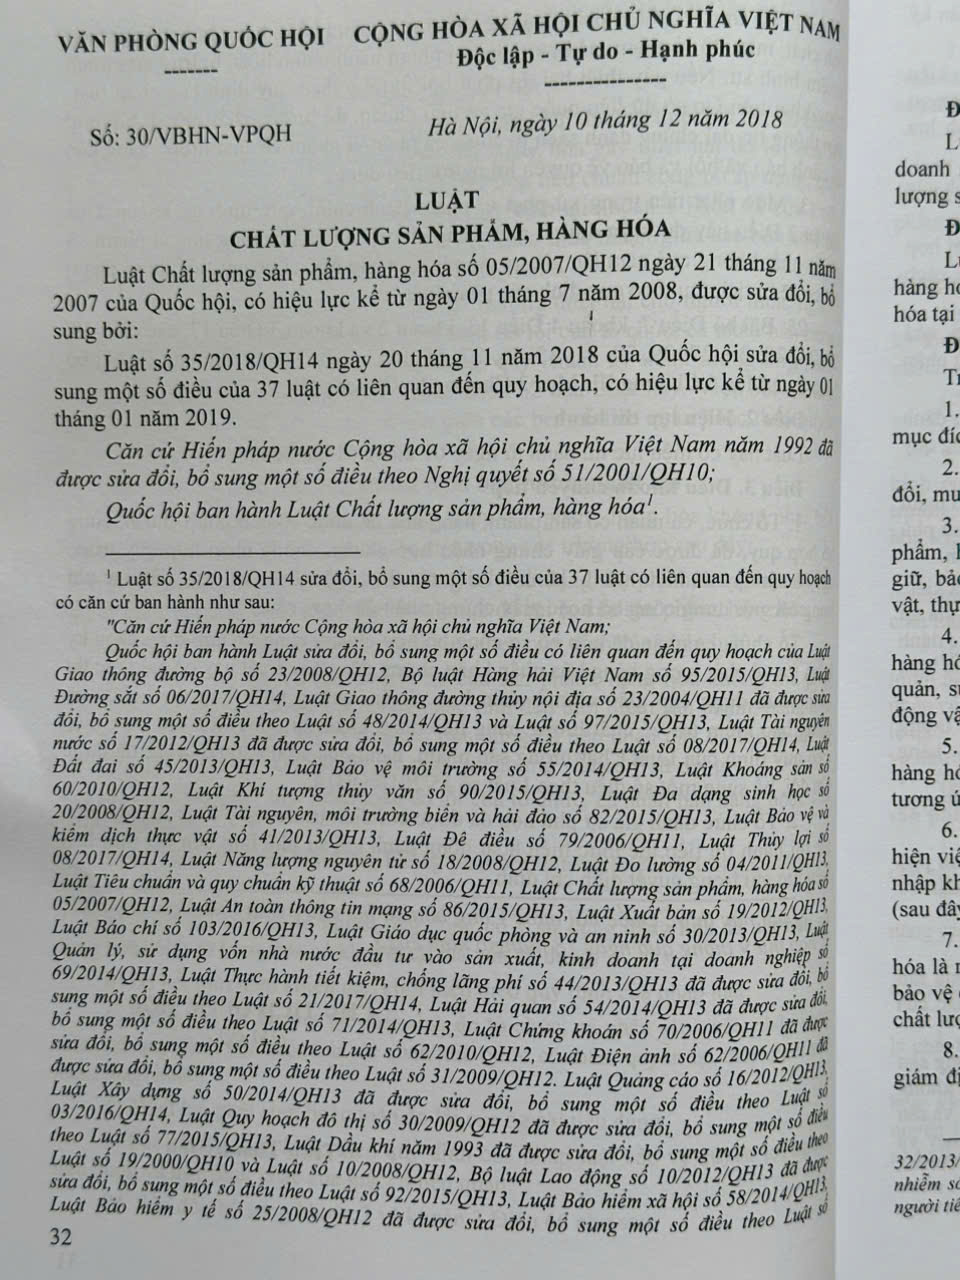 VĂN PHÒNG QUỐC HỘI
-------
CỘNG HÒA XÃ HỘI CHỦ NGHĨA VIỆT NAM
Độc lập - Tự do - Hạnh phúc
---------------
Số: 30/VBHN-VPQH
Hà Nội, ngày 10 tháng 12 năm 2018
LUẬT
CHẤT LƯỢNG SẢN PHẨM, HÀNG HÓA
Luật Chất lượng sản phẩm, hàng hóa số 05/2007/QH12 ngày 21 tháng 11 năm
2007 của Quốc hội, có hiệu lực kể từ ngày 01 tháng 7 năm 2008, được sửa đổi, bổ
sung bởi:
Luật số 35/2018/QH14 ngày 20 tháng 11 năm 2018 của Quốc hội sửa đổi, bổ
sung một số điều của 37 luật có liên quan đến quy hoạch, có hiệu lực kể từ ngày 01
tháng 01 năm 2019.
Căn cứ Hiến pháp nước Cộng hòa xã hội chủ nghĩa Việt Nam năm 1992 đã
được sửa đổi, bổ sung một số điều theo Nghị quyết số 51/2001/QH10;
Quốc hội ban hành Luật Chất lượng sản phẩm, hàng hóa¹.
¹ Luật số 35/2018/QH14 sửa đổi, bổ sung một số điều của 37 luật có liên quan đến quy hoạch
có căn cứ ban hành như sau:
"Căn cứ Hiến pháp nước Cộng hòa xã hội chủ nghĩa Việt Nam;
Quốc hội ban hành Luật sửa đổi, bổ sung một số điều có liên quan đến quy hoạch của Luật
Giao thông đường bộ số 23/2008/QH12, Bộ luật Hàng hải Việt Nam số 95/2015/QH13, Luật
Đường sắt số 06/2017/QH14, Luật Giao thông đường thủy nội địa số 23/2004/QH11 đã được sửa
đổi, bổ sung một số điều theo Luật số 48/2014/QH13 và Luật số 97/2015/QH13, Luật Tài nguyên
nước số 17/2012/QH13 đã được sửa đổi, bổ sung một số điều theo Luật số 08/2017/QH14, Luật
Đất đai số 45/2013/QH13, Luật Bảo vệ môi trường số 55/2014/QH13, Luật Khoáng sản số
60/2010/QH12, Luật Khí tượng thủy văn số 90/2015/QH13, Luật Đa dạng sinh học số
20/2008/QH12, Luật Tài nguyên, môi trường biển và hải đảo số 82/2015/QH13, Luật Bảo vệ và
kiểm dịch thực vật số 41/2013/QH13, Luật Đê điều số 79/2006/QH11, Luật Thủy lợi số
08/2017/QH14, Luật Năng lượng nguyên tử số 18/2008/QH12, Luật Đo lường số 04/2011/QH13,
Luật Tiêu chuẩn và quy chuẩn kỹ thuật số 68/2006/QH11, Luật Chất lượng sản phẩm, hàng hóa số
05/2007/QH12, Luật An toàn thông tin mạng số 86/2015/QH13, Luật Xuất bản số 19/2012/QH13,
Luật Báo chí số 103/2016/QH13, Luật Giáo dục quốc phòng và an ninh số 30/2013/QH13, Luật
Quản lý, sử dụng vốn nhà nước đầu tư vào sản xuất, kinh doanh tại doanh nghiệp số
69/2014/QH13, Luật Thực hành tiết kiệm, chống lãng phí số 44/2013/QH13 đã được sửa đổi, bổ
sung một số điều theo Luật số 21/2017/QH14, Luật Hải quan số 54/2014/QH13 đã được sửa đổi,
bổ sung một số điều theo Luật số 71/2014/QH13, Luật Chứng khoán số 70/2006/QH11 đã được
sửa đổi, bổ sung một số điều theo Luật số 62/2010/QH12, Luật Điện ảnh số 62/2006/QH11 đã
được sửa đổi, bổ sung một số điều theo Luật số 31/2009/QH12. Luật Quảng cáo số 16/2012/QH13,
Luật Xây dựng số 50/2014/QH13 đã được sửa đổi, bổ sung một số điều theo Luật số
03/2016/QH14, Luật Quy hoạch đô thị số 30/2009/QH12 đã được sửa đổi, bổ sung một số điều
theo Luật số 77/2015/QH13, Luật Dầu khí năm 1993 đã được sửa đổi, bổ sung một số điều theo
Luật số 19/2000/QH10 và Luật số 10/2008/QH12, Bộ luật Lao động số 10/2012/QH13 đã được
sửa đổi, bổ sung một số điều theo Luật số 92/2015/QH13, Luật Bảo hiểm xã hội số 58/2014/QH13,
Luật Bảo hiểm y tế số 25/2008/QH12 đã được sửa đổi, bổ sung một số điều theo Luật số
32
doanh
lượng
hàng
hóa tại
1.
mục
2.
đổi,
3.
phẩm,
giữ,
vật,
4.
hàng
quản,
động
5.
hàng
tương
6.
hiện
nhập
(sau
7.
hóa là
bảo vệ
chất
8.
giám
32/2013/
nhiễm
người